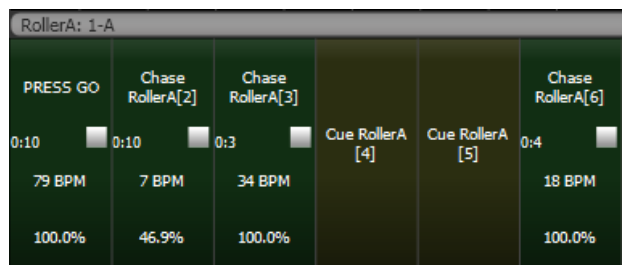 RollerA: 1-A
PRESS GO
0:10
79 BPM
100.0%
Chase
RollerA[2]
0:10
7 BPM
46.9%
Chase
RollerA[3]
0:3
34 BPM
100.0%
Cue RollerA
[4]
Cue RollerA
[5]
Chase
RollerA[6]
0:4
18 BPM
100.0%